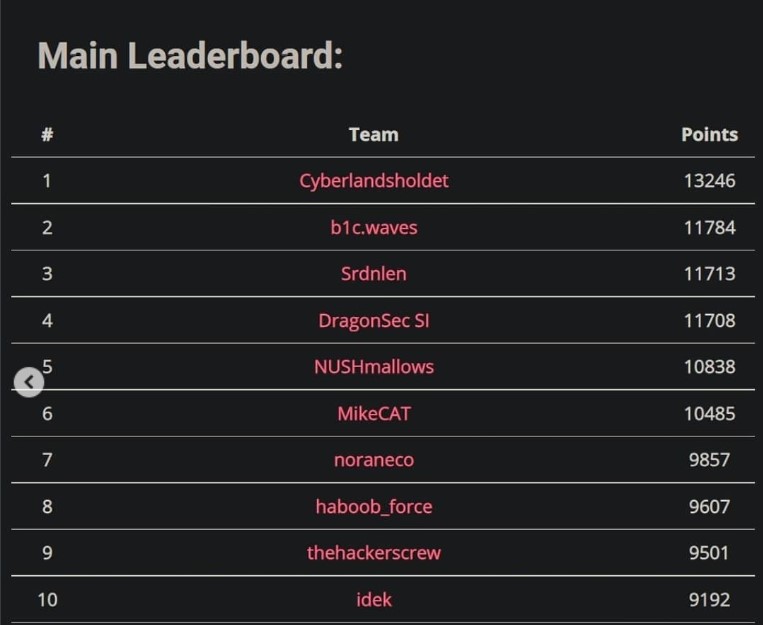 Main Leaderboard:
# Team Points
1 Cyberlandsholdet 13246
2 b1c.waves 11784
3 Srdnlen 11713
4 DragonSec SI 11708
5 NUSHmallows 10838
6 MikeCAT 10485
7 noraneco 9857
8 haboob_force 9607
9 thehackerscrew 9501
10 idek 9192